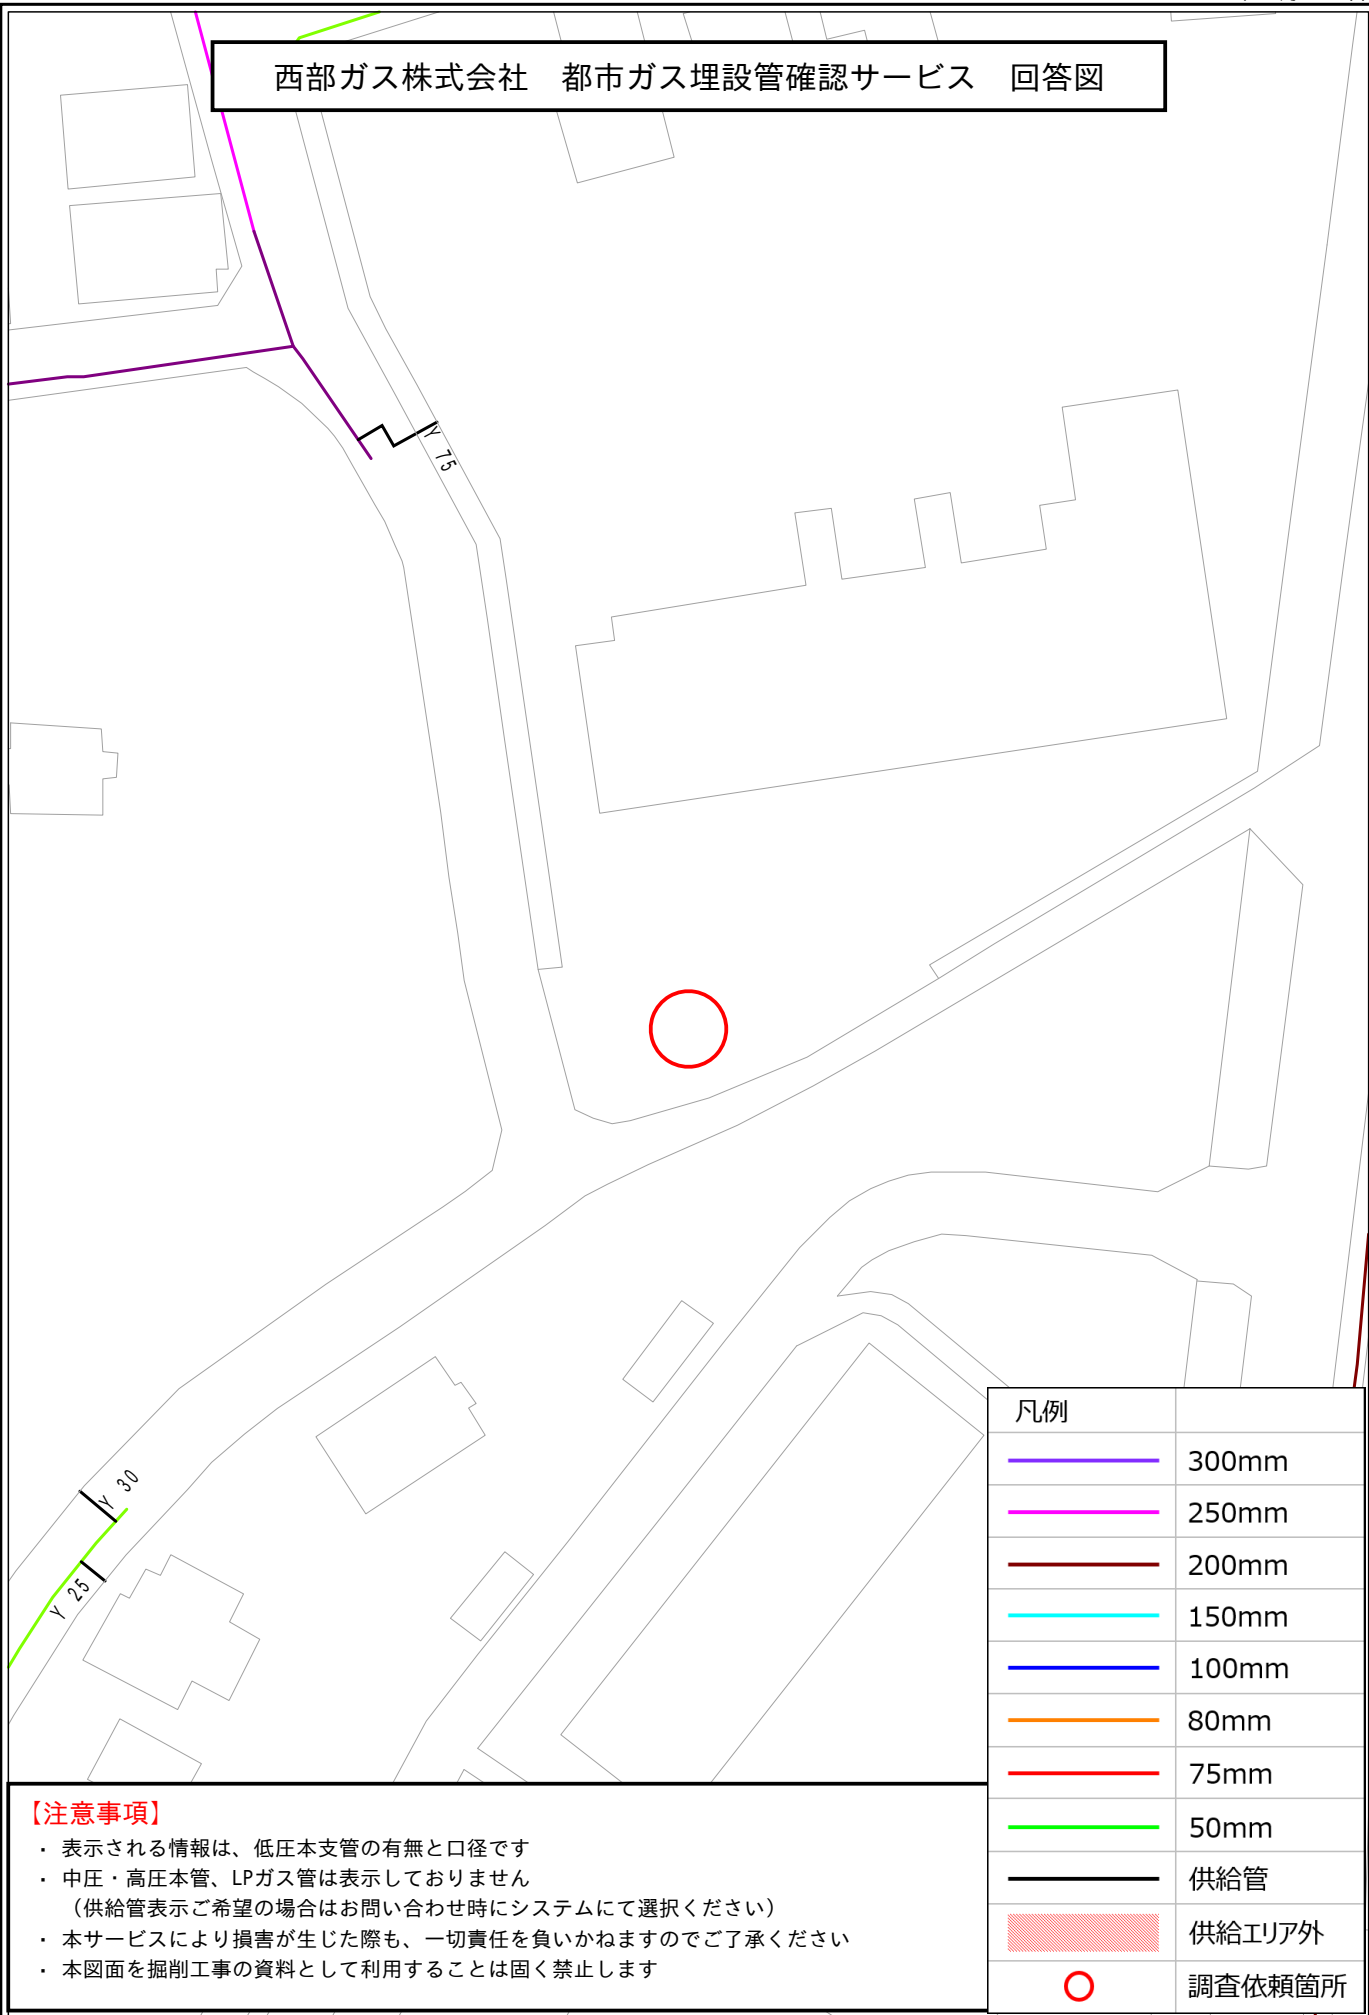 西部ガス株式会社　都市ガス埋設管確認サービス　回答図
Y 75
Y 30
Y 25
凡例
300mm
250mm
200mm
150mm
100mm
80mm
75mm
50mm
供給管
供給エリア外
調査依頼箇所
【注意事項】
・ 表示される情報は、低圧本支管の有無と口径です
・ 中圧・高圧本管、LPガス管は表示しておりません
（供給管表示ご希望の場合はお問い合わせ時にシステムにて選択ください）
・ 本サービスにより損害が生じた際も、一切責任を負いかねますのでご了承ください
・ 本図面を掘削工事の資料として利用することは固く禁止します